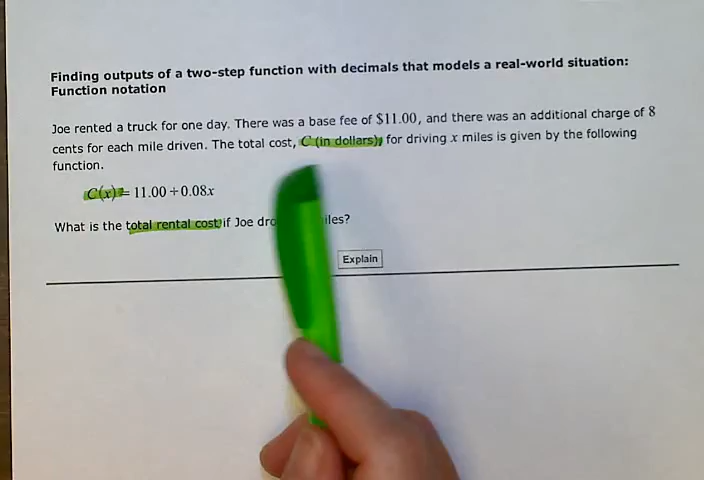 Finding outputs of a two-step function with decimals that models a real-world situation:
Function notation
Joe rented a truck for one day. There was a base fee of $11.00, and there was an additional charge of 8
cents for each mile driven. The total cost, C (in dollars), for driving x miles is given by the following
function.
C(x) = 11.00 + 0.08x
What is the total rental cost if Joe iles?
Explain